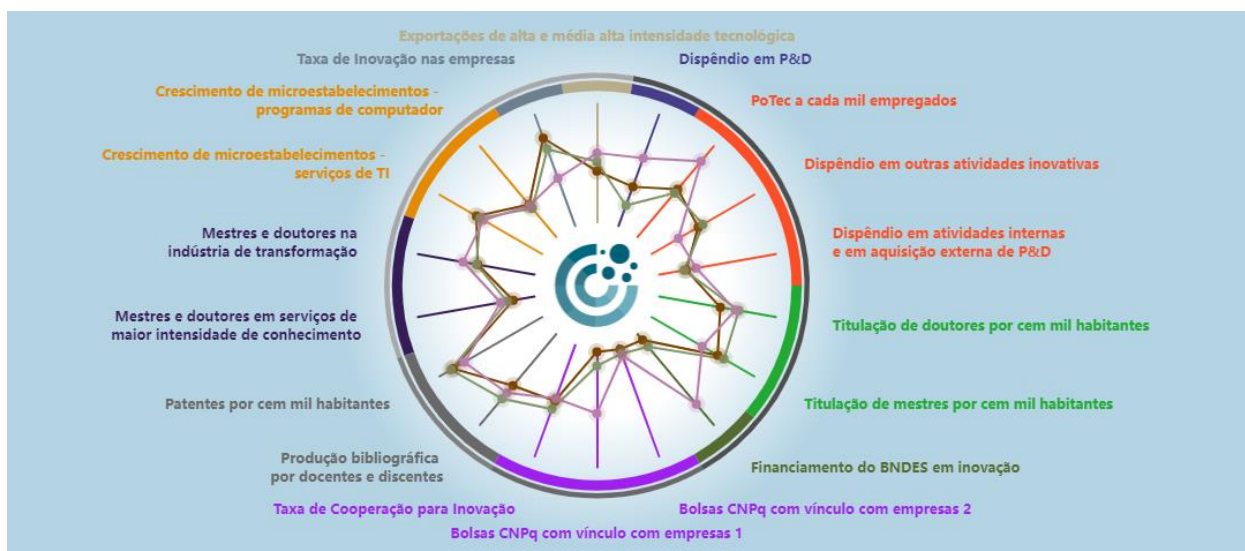 Exportações de alta e média alta intensidade tecnológica
Taxa de Inovação nas empresas
Dispêndio em P&D
Crescimento de microestabelecimentos -
programas de computador
PoTec a cada mil empregados
Crescimento de microestabelecimentos -
serviços de TI
Dispêndio em outras atividades inovativas
Mestres e doutores na
indústria de transformação
Dispêndio em atividades internas
e em aquisição externa de P&D
Mestres e doutores em serviços de
maior intensidade de conhecimento
Titulação de doutores por cem mil habitantes
Patentes por cem mil habitantes
Titulação de mestres por cem mil habitantes
Produção bibliográfica
por docentes e discentes
Financiamento do BNDES em inovação
Taxa de Cooperação para Inovação
Bolsas CNPq com vínculo com empresas 2
Bolsas CNPq com vínculo com empresas 1